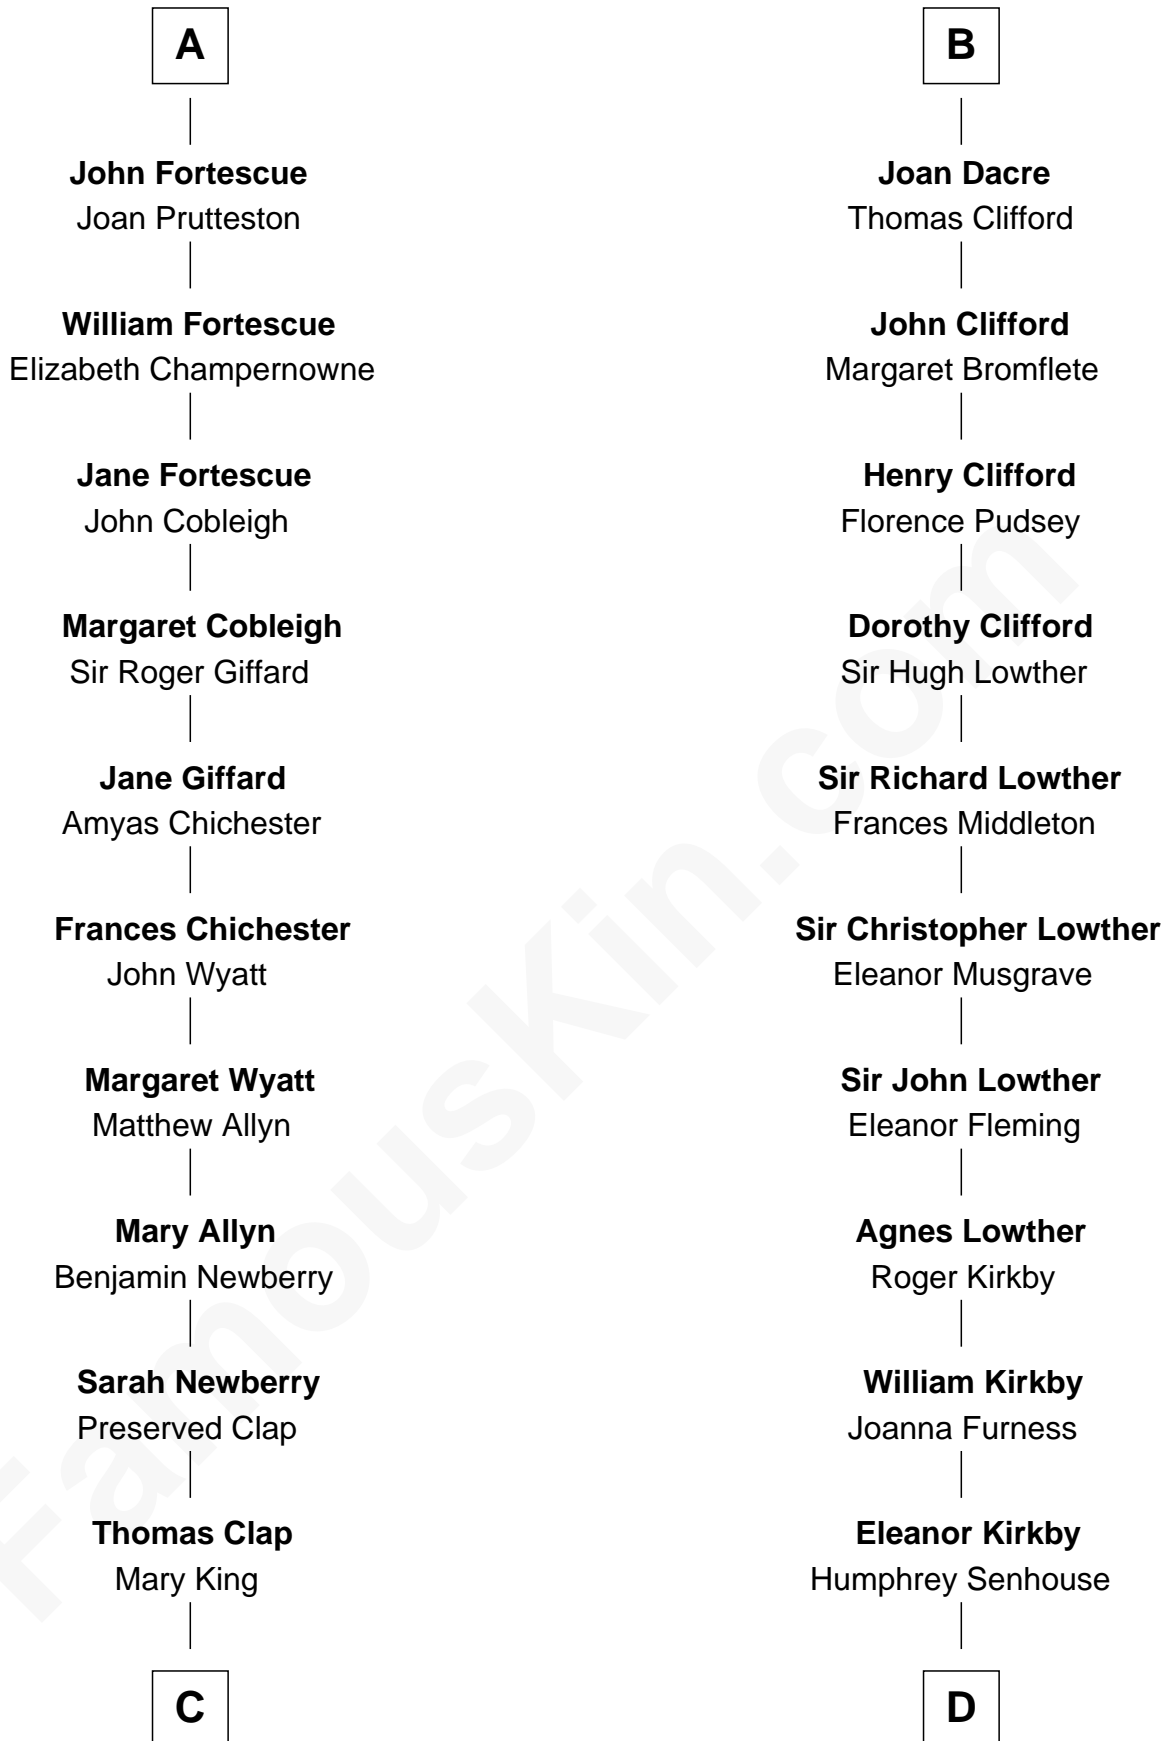 A
John Fortescue
Joan Prutteston
William Fortescue
Elizabeth Champernowne
Jane Fortescue
John Cobleigh
Margaret Cobleigh
Sir Roger Giffard
Jane Giffard
Amyas Chichester
Frances Chichester
John Wyatt
Margaret Wyatt
Matthew Allyn
Mary Allyn
Benjamin Newberry
Sarah Newberry
Preserved Clap
Thomas Clap
Mary King
C
B
Joan Dacre
Thomas Clifford
John Clifford
Margaret Bromflete
Henry Clifford
Florence Pudsey
Dorothy Clifford
Sir Hugh Lowther
Sir Richard Lowther
Frances Middleton
Sir Christopher Lowther
Eleanor Musgrave
Sir John Lowther
Eleanor Fleming
Agnes Lowther
Roger Kirkby
William Kirkby
Joanna Furness
Eleanor Kirkby
Humphrey Senhouse
D
FamousKin.com